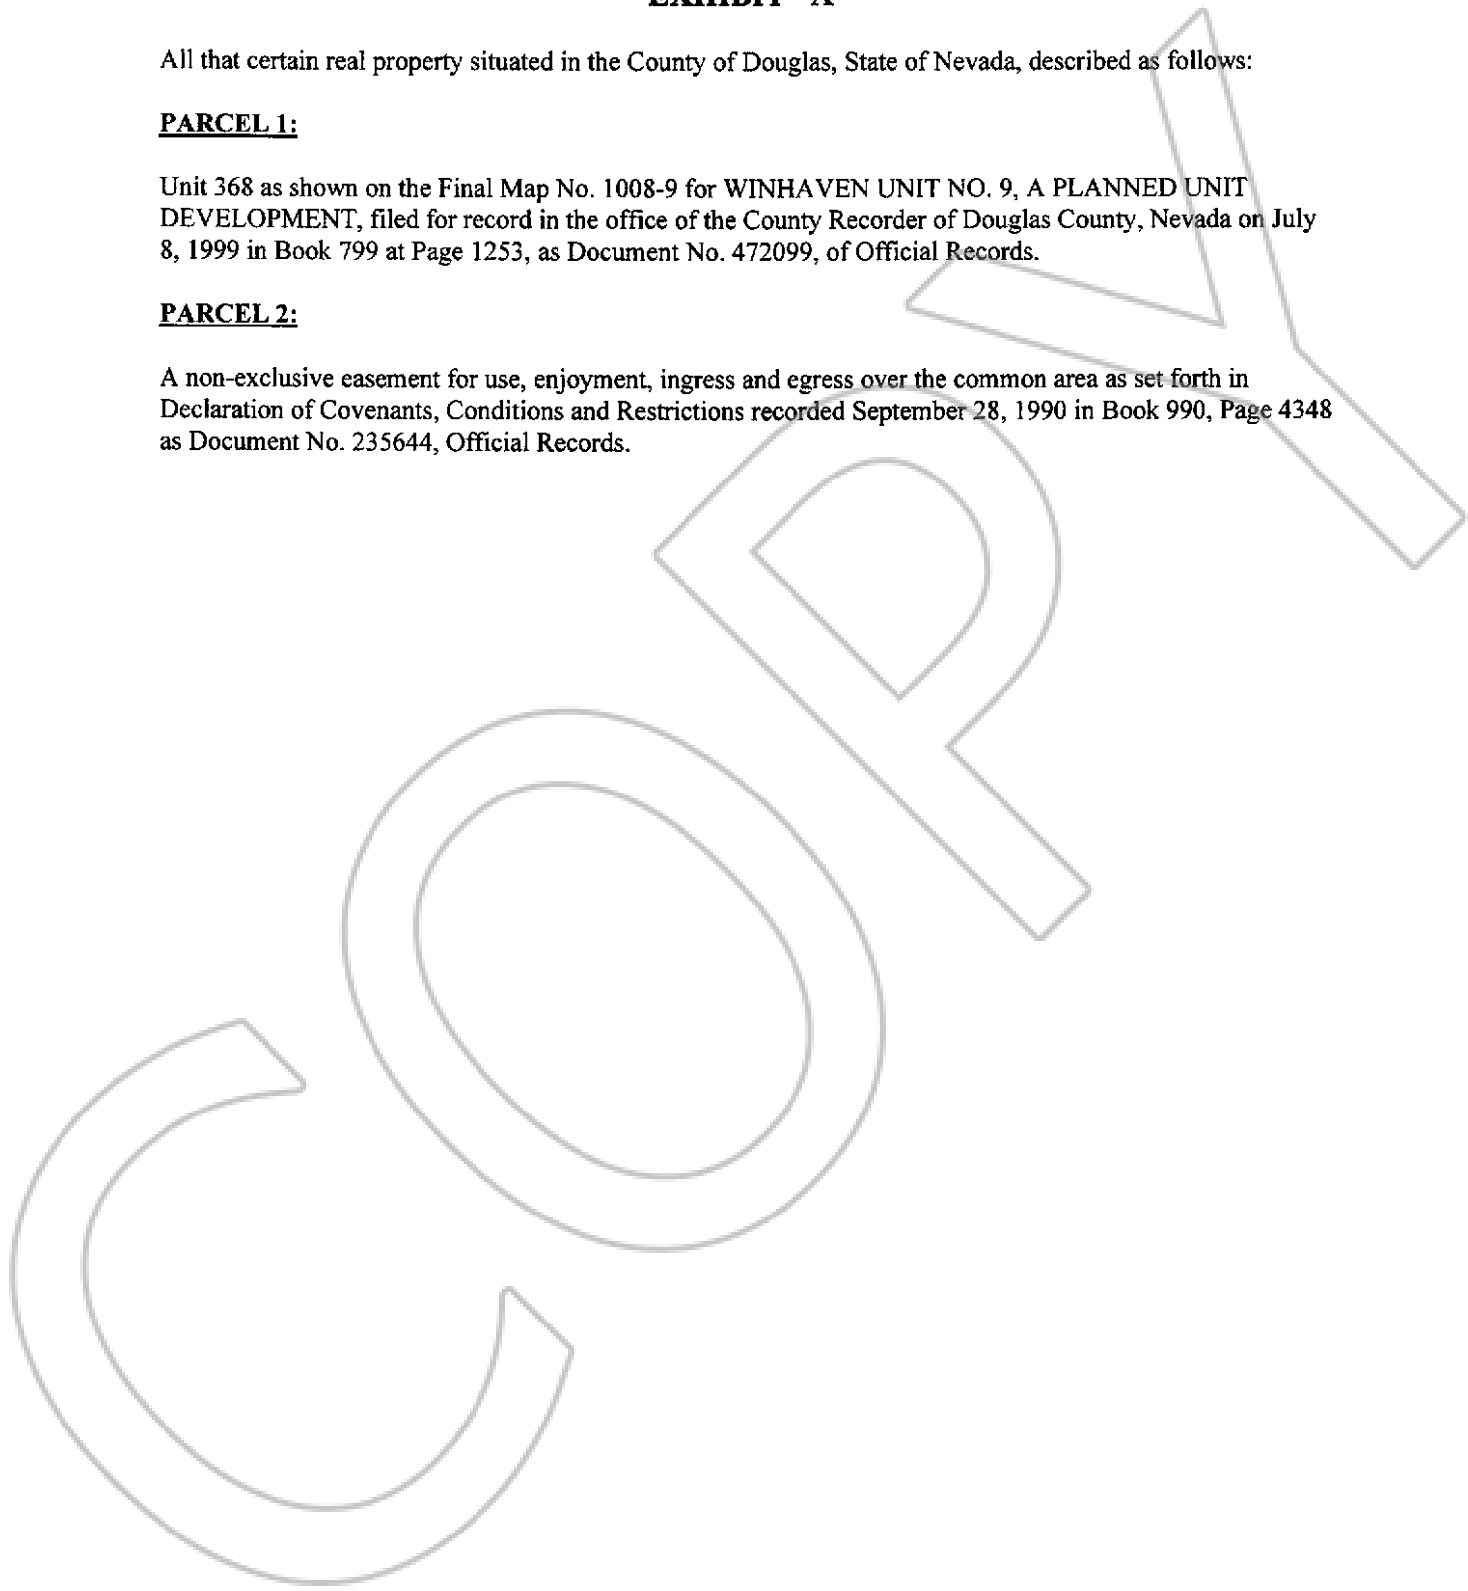 EXHIBIT "A"
All that certain real property situated in the County of Douglas, State of Nevada, described as follows:
PARCEL 1:
Unit 368 as shown on the Final Map No. 1008-9 for WINHAVEN UNIT NO. 9, A PLANNED UNIT
DEVELOPMENT, filed for record in the office of the County Recorder of Douglas County, Nevada on July
8, 1999 in Book 799 at Page 1253, as Document No. 472099, of Official Records.
PARCEL 2:
A non-exclusive easement for use, enjoyment, ingress and egress over the common area as set forth in
Declaration of Covenants, Conditions and Restrictions recorded September 28, 1990 in Book 990, Page 4348
as Document No. 235644, Official Records.
COPY